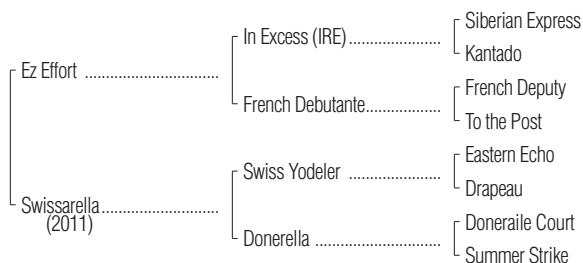 Siberian Express
In Excess (IRE)
Kantado
Ez Effort
French Deputy
French Debutante
To the Post
Eastern Echo
Swiss Yodeler
Drapeau
Swissarella
(2011)
Doneraile Court
Donerella
Summer Strike